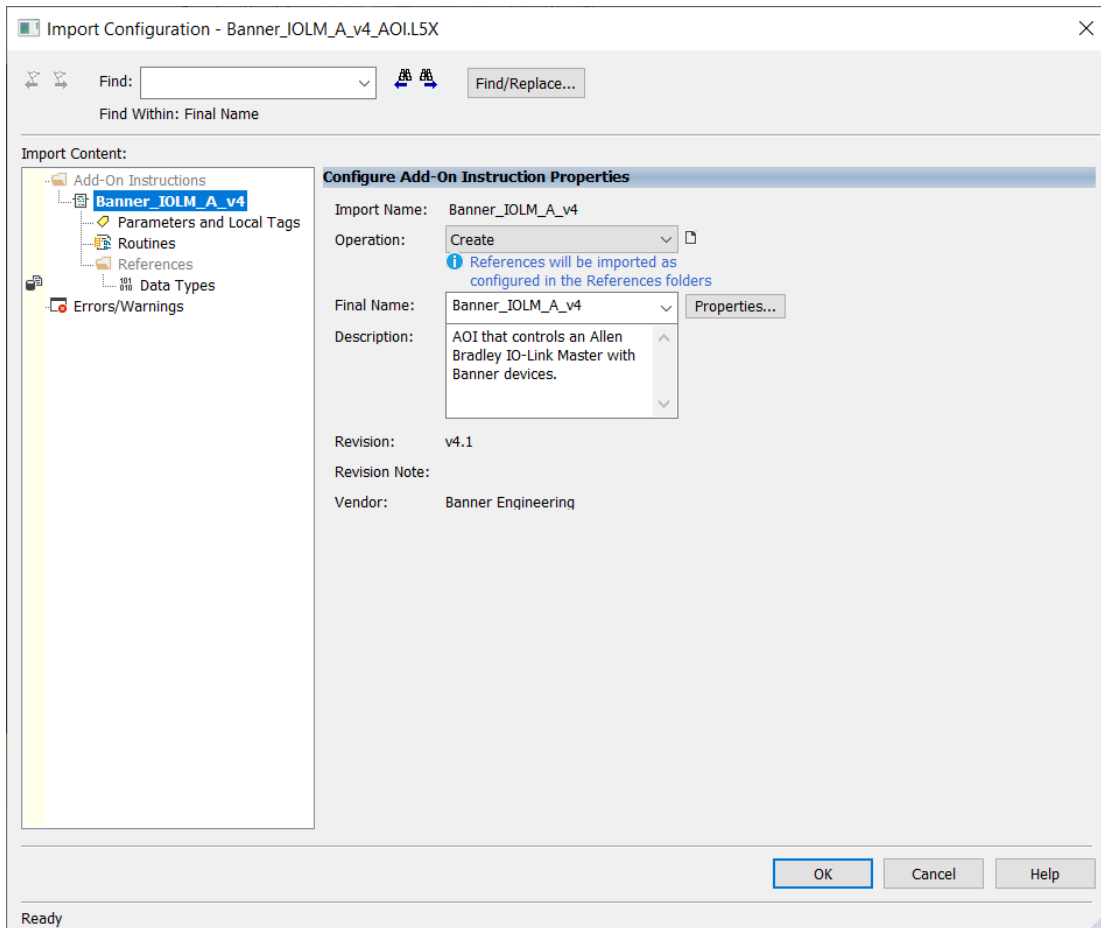 Import Configuration - Banner_IOLM_A_v4_AOI.L5X
Find:
Find/Replace...
Find Within: Final Name
Import Content:
Add-On Instructions
Banner_IOLM_A_v4
Parameters and Local Tags
Routines
References
Data Types
Errors/Warnings
Configure Add-On Instruction Properties
Import Name: Banner_IOLM_A_v4
Operation: Create
References will be imported as
configured in the References folders
Final Name: Banner_IOLM_A_v4 Properties...
Description: AOI that controls an Allen
Bradley IO-Link Master with
Banner devices.
Revision: v4.1
Revision Note:
Vendor: Banner Engineering
OK Cancel Help
Ready